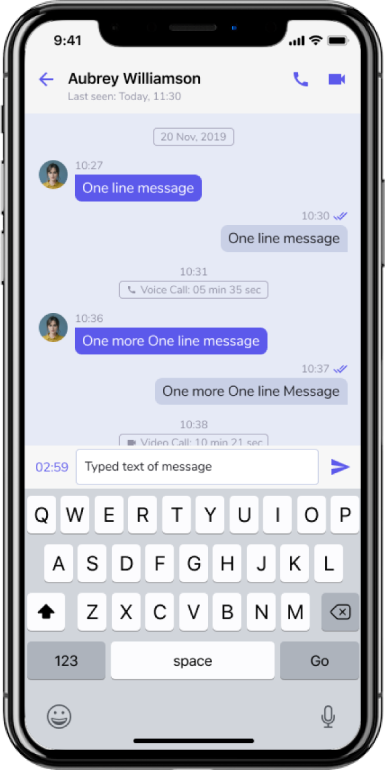 9:41
Aubrey Williamson
Last seen: Today, 11:30
20 Nov, 2019
10:27
One line message
10:30
One line message
10:31
Voice Call: 05 min 35 sec
10:36
One more One line message
10:37
One more One line Message
10:38
Video Call: 10 min 21 sec
02:59 Typed text of message
Q W E R T Y U I O P
A S D F G H J K L
Z X C V B N M
123 space Go